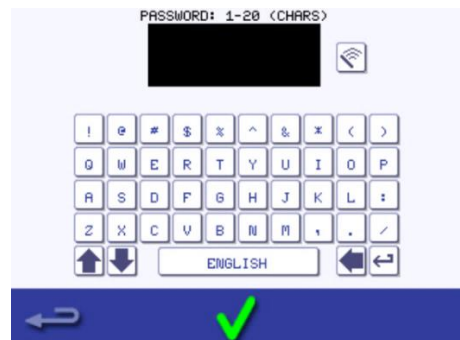 PASSWORD: 1-20 (CHARS)
! @ # $ % ^ & * ( )
Q W E R T Y U I O P
A S D F G H J K L :
Z X C V B N M , . /
ENGLISH